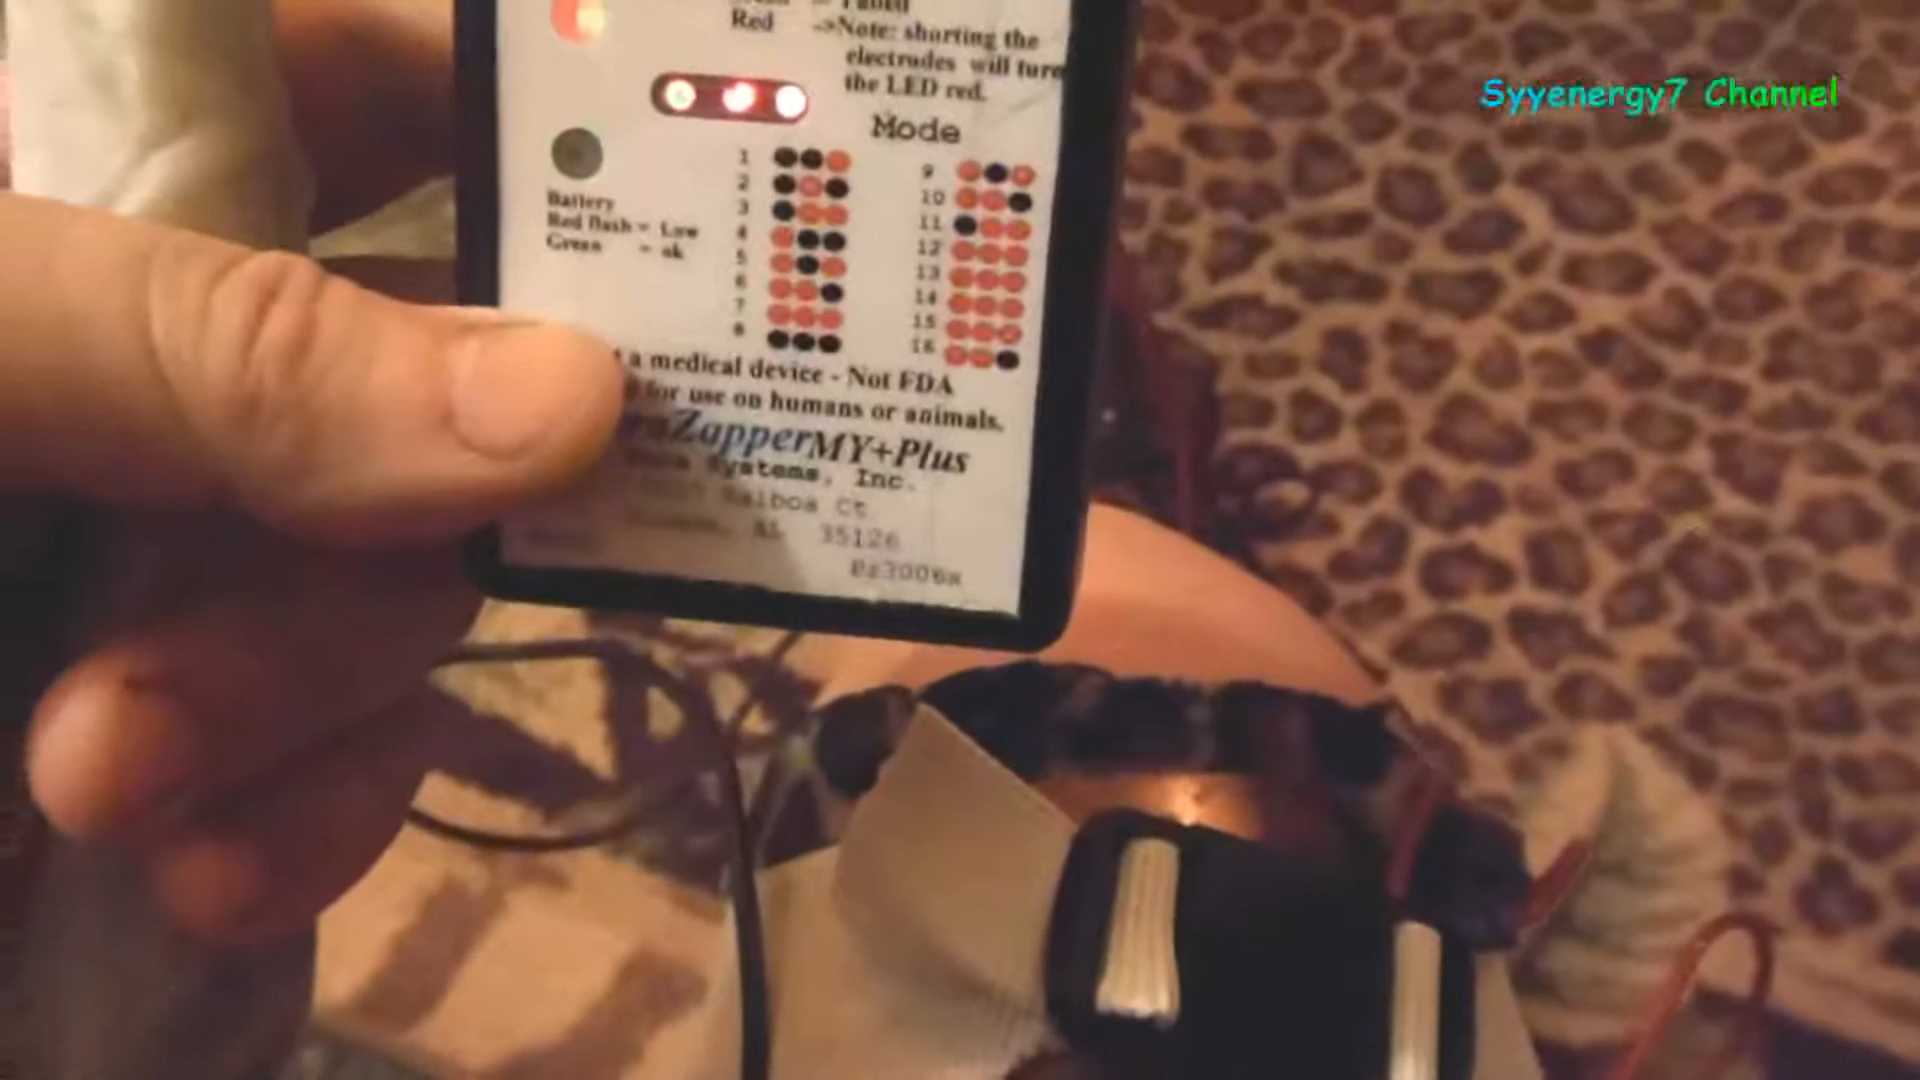 Red ->Note: shorting the
electrodes will turn
the LED red.
Syyenergy7 Channel
Mode
1
2
3
4
5
6
7
8
9
10
11
12
13
14
15
16
Battery
Red flash = Low
Green = ok
a medical device - Not FDA
for use on humans or animals.
ZapperMY+Plus
Systems, Inc.
Balboa Ct
AL 35126